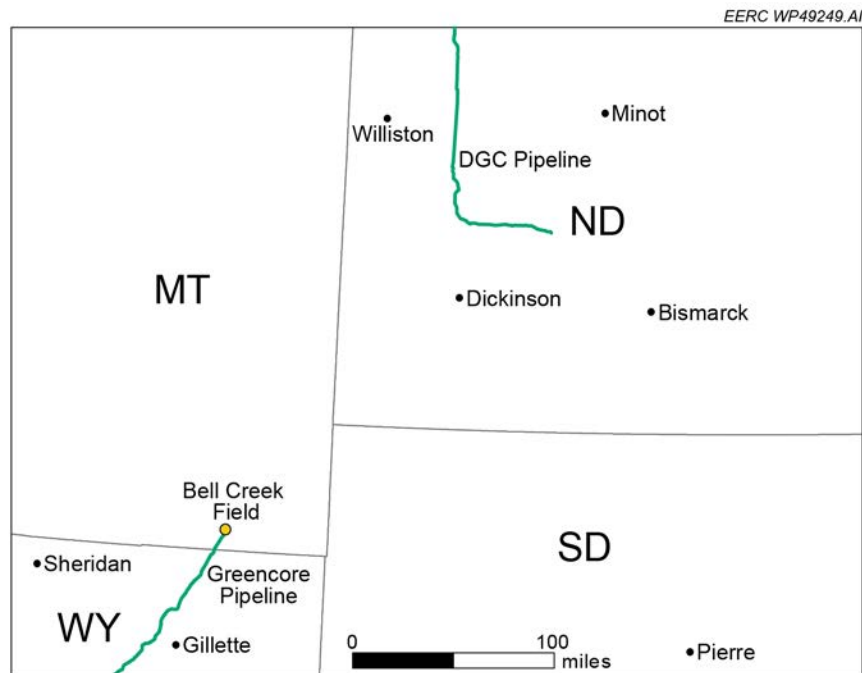 EERC WP49249.AI
Minot
Williston
DGC Pipeline
ND
MT
Dickinson
Bismarck
Bell Creek
Field
SD
Sheridan
Greencore
Pipeline
WY
Gillette
0 100
miles
Pierre